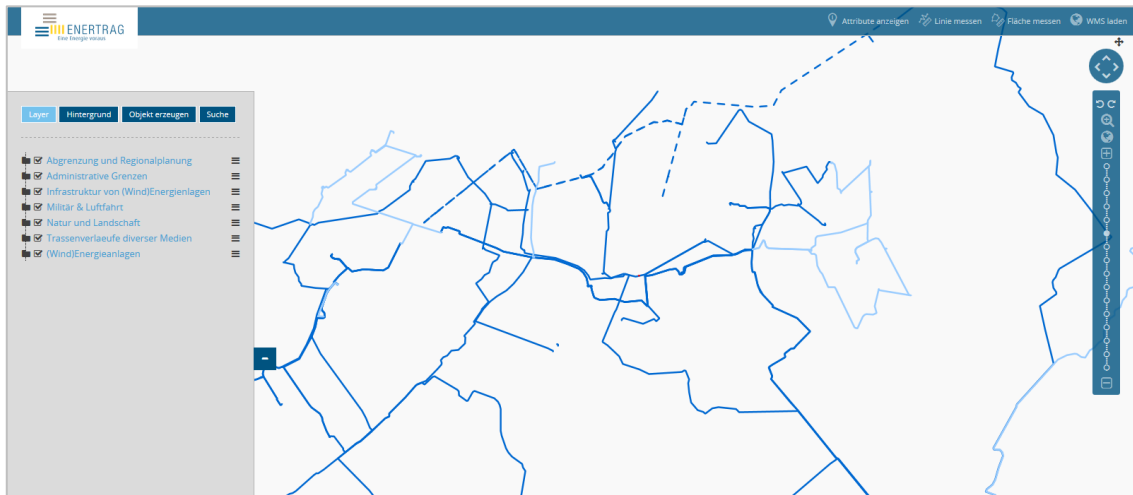 ENERTRAG
Eine Energie voraus.
Attribute anzeigen Linie messen Fläche messen WMS laden
Layer Hintergrund Objekt erzeugen Suche
Abgrenzung und Regionalplanung
Administrative Grenzen
Infrastruktur von (Wind)Energienlagen
Militär & Luftfahrt
Natur und Landschaft
Trassenverlaeufe diverser Medien
(Wind)Energieanlagen